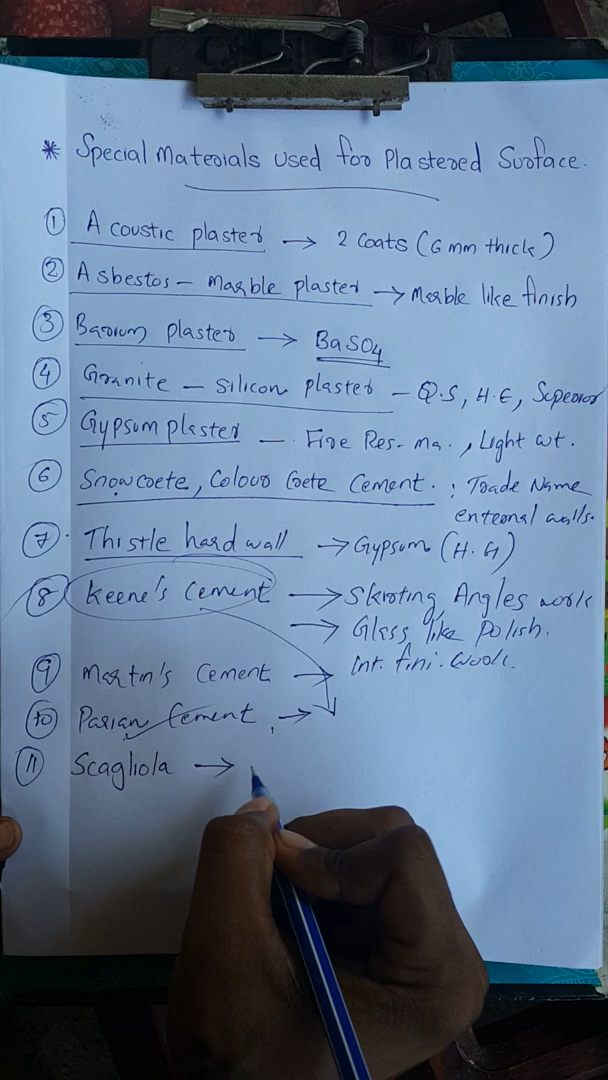 * Special Materials Used for Plastered Surface.
① Acoustic plaster → 2 Coats (6 mm thick)
② Asbestos - Marble plaster → Marble like finish
③ Barium plaster → BaSO4
④ Granite - Silicon plaster - Q.S, H.E, Superior
⑤ Gypsum plaster - Fire Res. ma., Light wt.
⑥ Snowcrete, Colour Crete Cement. : Trade Name
external walls.
⑦ Thistle hard wall → Gypsum (H.G)
⑧ Keene's Cement → Skirting, Angles work
→ Glass like Polish.
⑨ Martin's Cement → Int. fini. work.
⑩ Parian Cement, →
⑪ Scagliola →